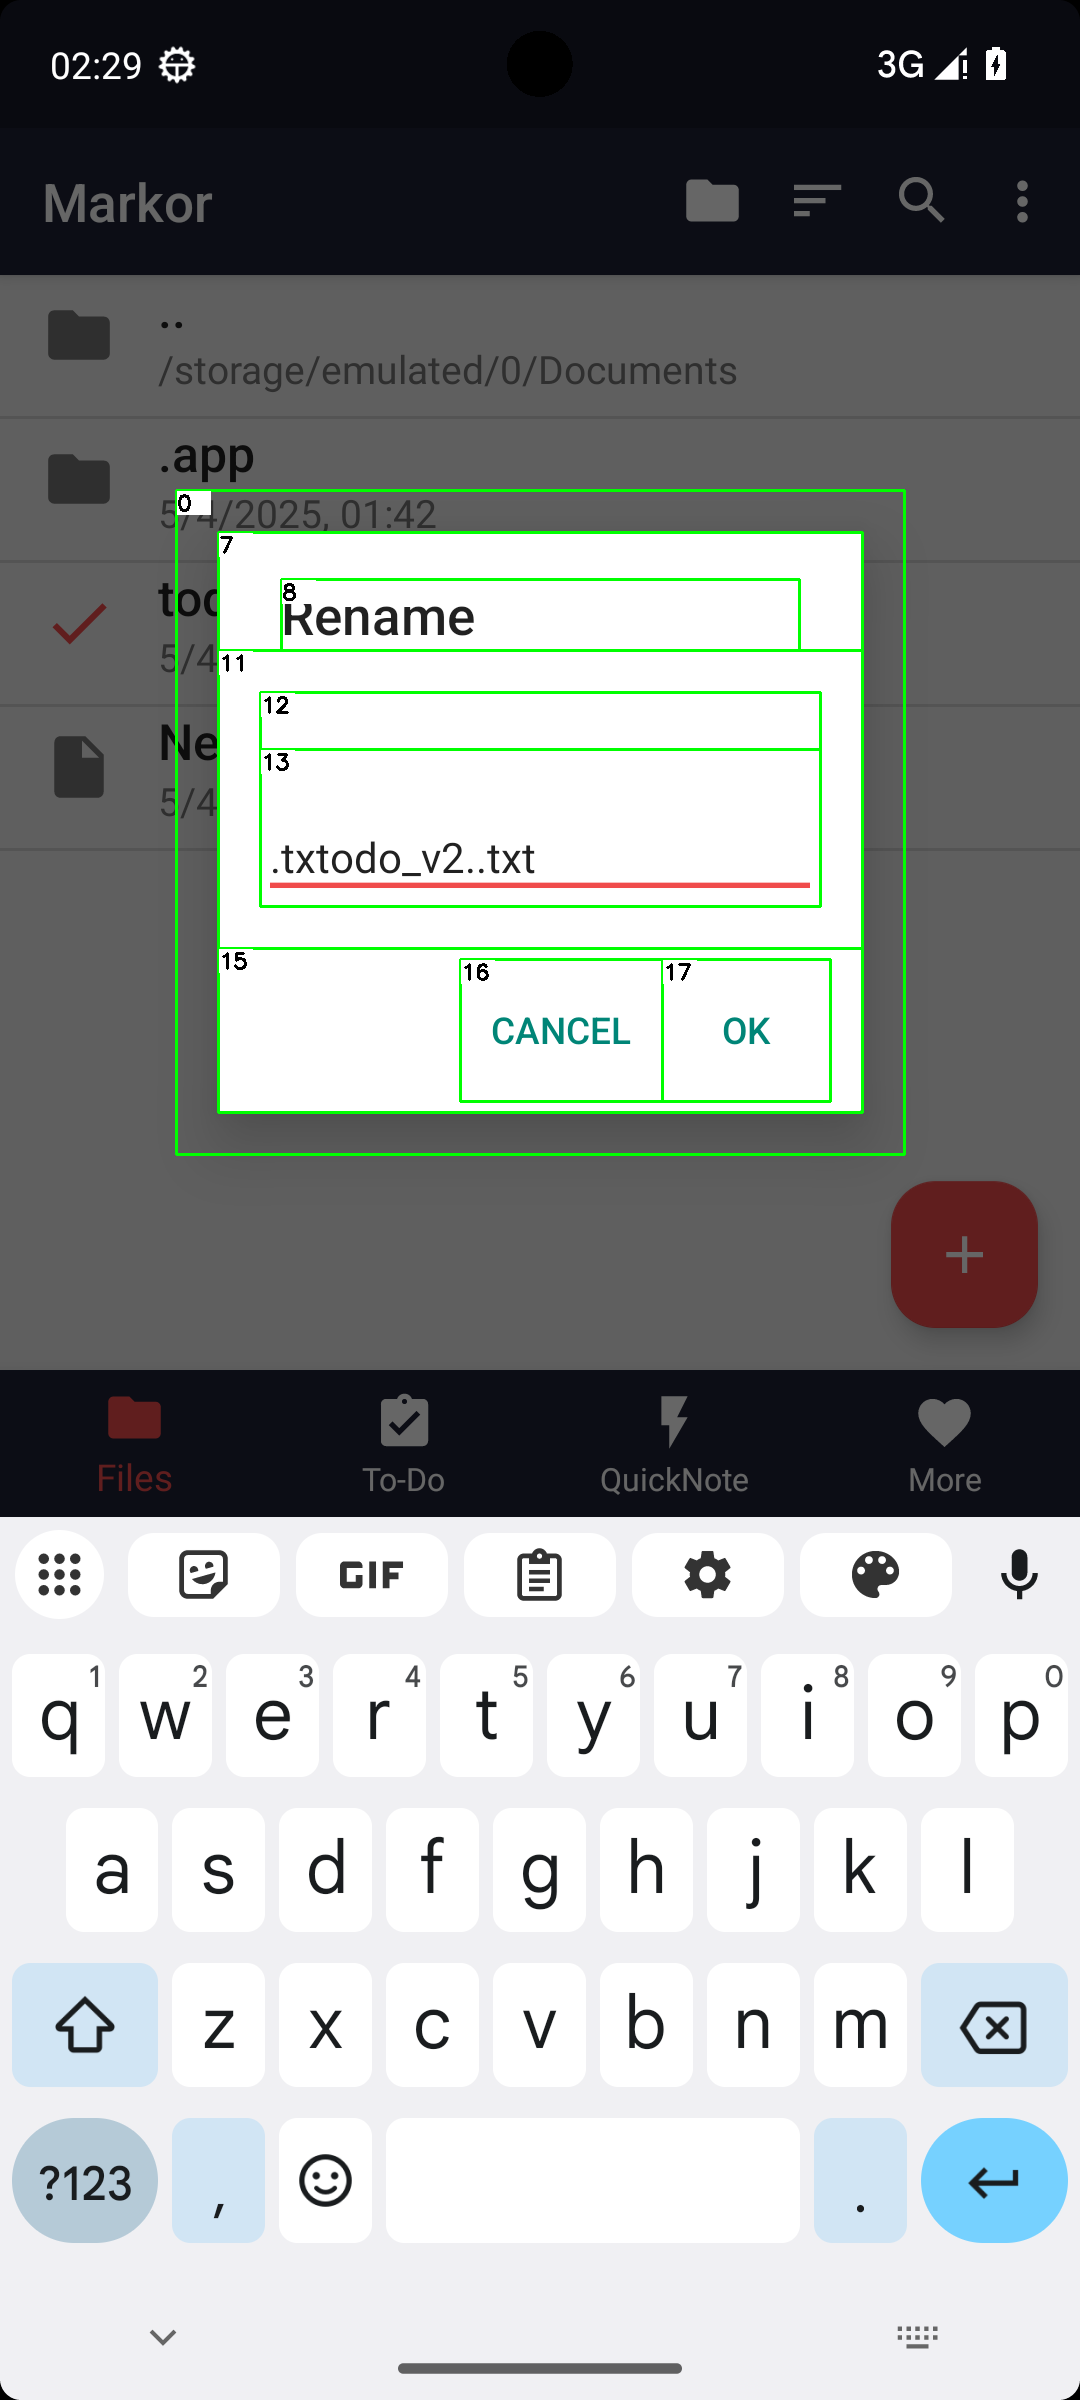 02:29
3G
Markor
..
/storage/emulated/0/Documents
.app
5/4/2025, 01:42
0
7
8
Rename
tod
5/4
11
12
Ne
13
5/4
.txtodo_v2..txt
15
16
17
CANCEL
OK
Files
To-Do
QuickNote
More
GIF
q 1 w 2 e 3 r 4 t 5 y 6 u 7 i 8 o 9 p 0
a s d f g h j k l
z x c v b n m
?123 , .